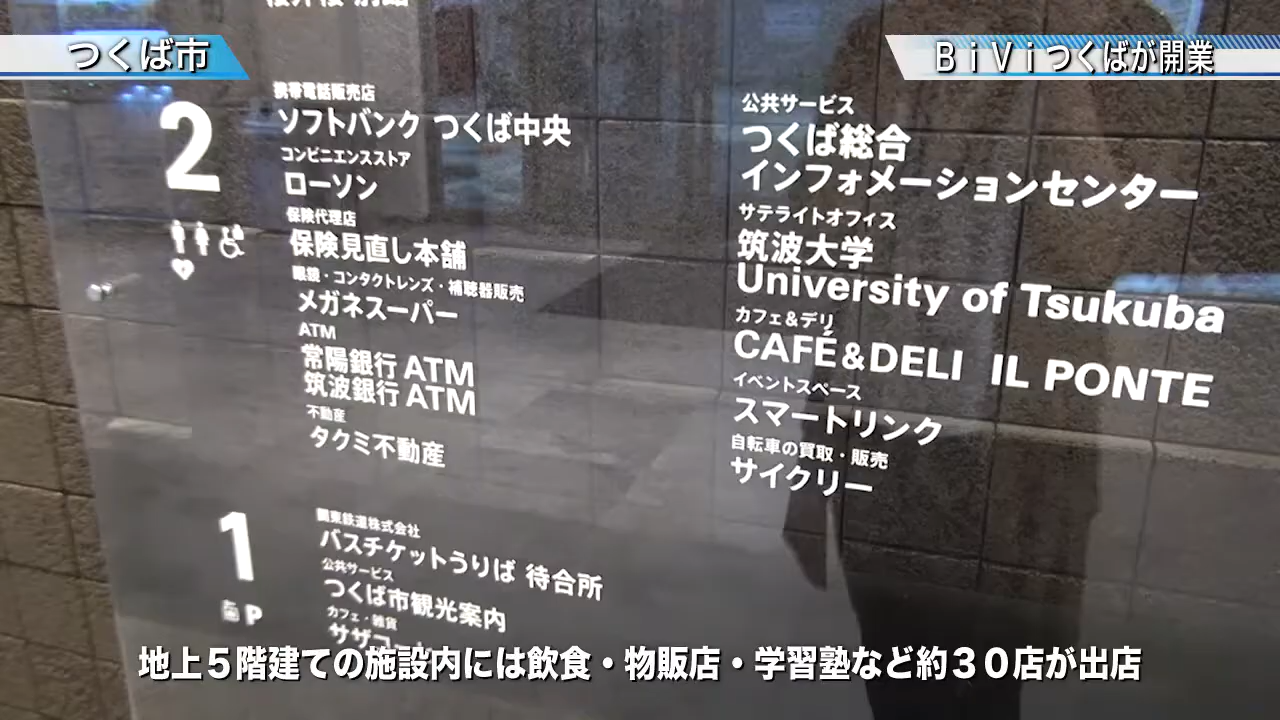 つくば市
BiViつくばが開業
2
携帯電話販売店
ソフトバンク つくば中央
コンビニエンスストア
ローソン
保険代理店
保険見直し本舗
眼鏡・コンタクトレンズ・補聴器販売
メガネスーパー
ATM
常陽銀行 ATM
筑波銀行 ATM
不動産
タクミ不動産
公共サービス
つくば総合
インフォメーションセンター
サテライトオフィス
筑波大学
University of Tsukuba
カフェ&デリ
CAFÉ&DELI IL PONTE
イベントスペース
スマートリンク
自転車の買取・販売
サイクリー
1
P
関東鉄道株式会社
バスチケットうりば 待合所
公共サービス
つくば市観光案内
カフェ・雑貨
サザコ
地上5階建ての施設内には飲食・物販店・学習塾など約30店が出店